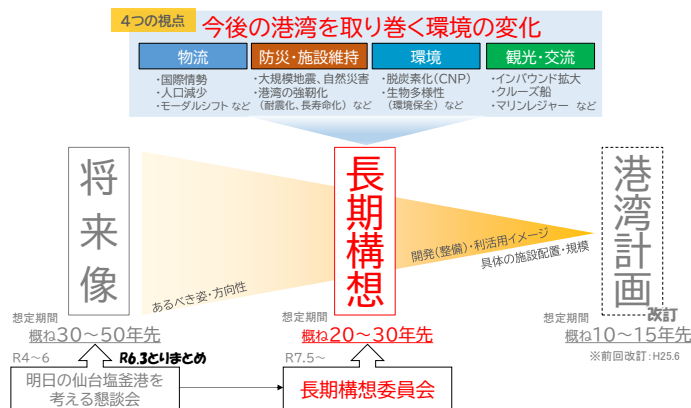 4つの視点
今後の港湾を取り巻く環境の変化
物流
・国際情勢
・人口減少
・モーダルシフト など
防災・施設維持
・大規模地震、自然災害
・港湾の強靭化
（耐震化、長寿命化）など
環境
・脱炭素化（CNP）
・生物多様性
（環境保全）など
観光・交流
・インバウンド拡大
・クルーズ船
・マリンレジャー など
将来像
長期構想
港湾計画
改訂
あるべき姿・方向性
開発（整備）・利活用イメージ
具体の施設配置・規模
想定期間
概ね30～50年先
想定期間
概ね20～30年先
想定期間
概ね10～15年先
※前回改訂：H25.6
R4～6
R6.3とりまとめ
R7.5～
明日の仙台塩釜港を
考える懇談会
長期構想委員会